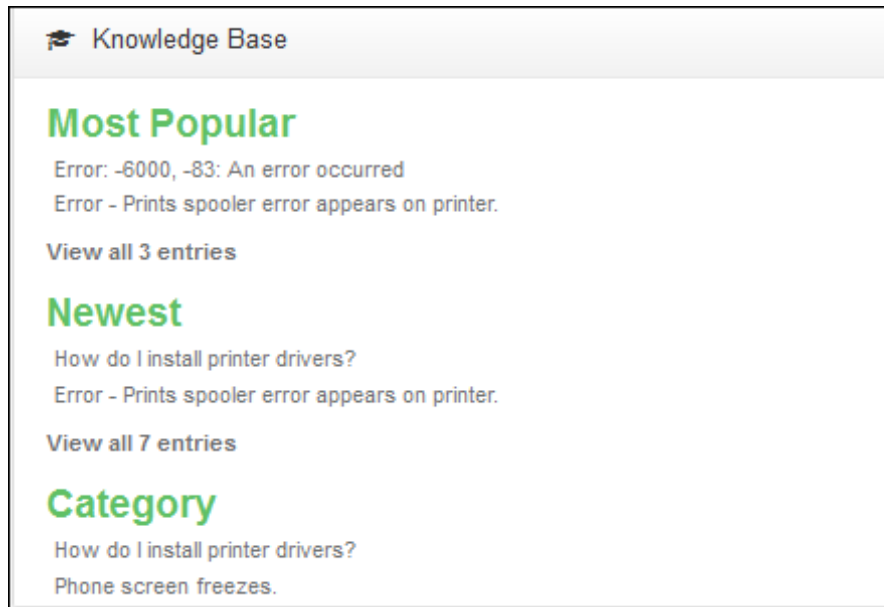 Knowledge Base
Most Popular
Error: -6000, -83: An error occurred
Error - Prints spooler error appears on printer.
View all 3 entries
Newest
How do I install printer drivers?
Error - Prints spooler error appears on printer.
View all 7 entries
Category
How do I install printer drivers?
Phone screen freezes.